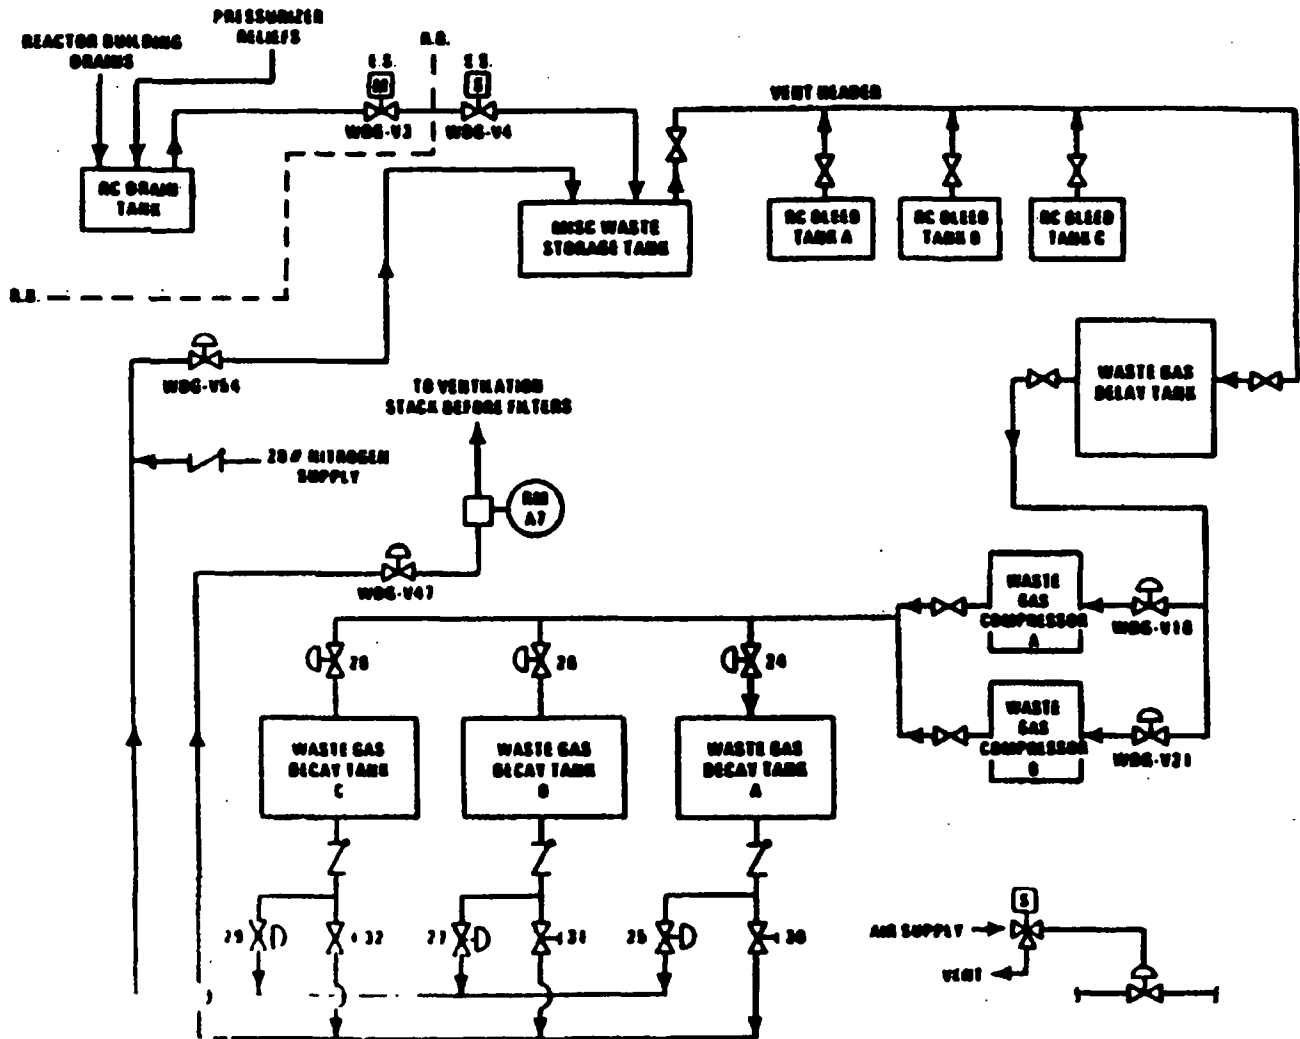 PRESSURIZER
RELIEFS
REACTOR BUILDING
DRAINS
R.B.
E.S.
E.S.
M
S
WDG-V3
WDG-V4
VENT HEADER
RC DRAIN
TANK
MISC WASTE
STORAGE TANK
RC BLEED
TANK A
RC BLEED
TANK B
RC BLEED
TANK C
R.B.
WDG-V54
TO VENTILATION
STACK BEFORE FILTERS
WASTE GAS
DELAY TANK
20# NITROGEN
SUPPLY
RM
A7
WDG-V47
WASTE
GAS
COMPRESSOR
A
28
26
24
WASTE
GAS
COMPRESSOR
B
WDG-V21
WASTE GAS
DECAY TANK
C
WASTE GAS
DECAY TANK
B
WASTE GAS
DECAY TANK
A
29
32
27
31
25
30
S
AIR SUPPLY
VENT